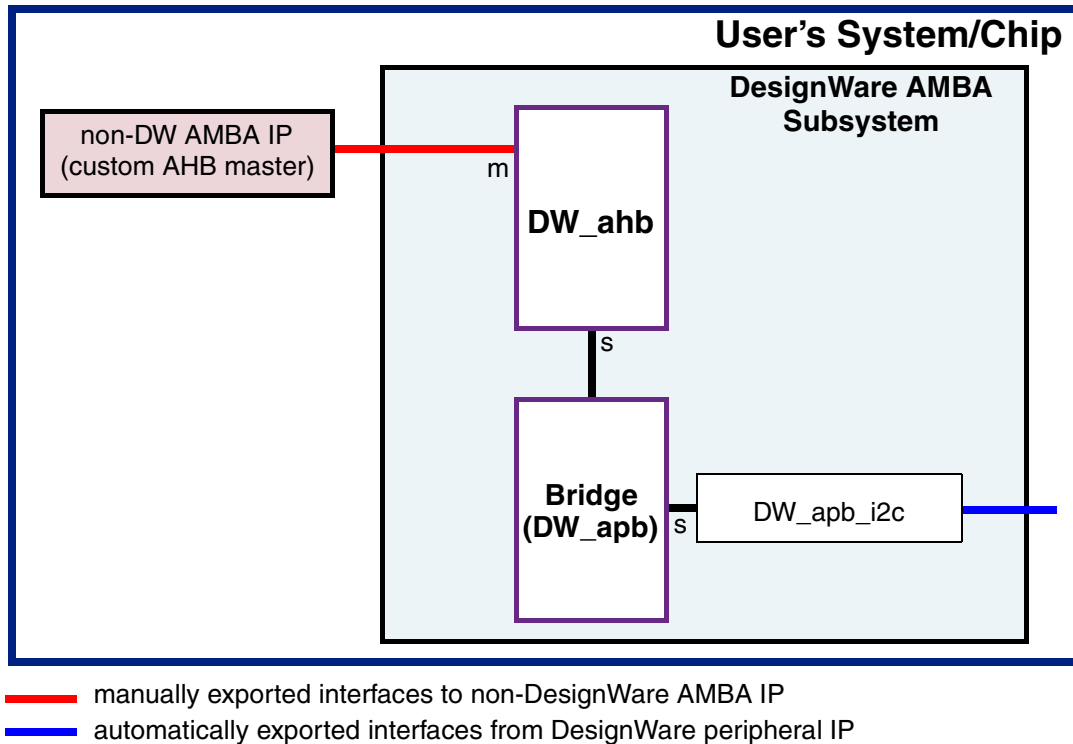 User’s System/Chip
DesignWare AMBA
Subsystem
non-DW AMBA IP
(custom AHB master)
m
DW_ahb
s
Bridge
(DW_apb)
s
DW_apb_i2c
manually exported interfaces to non-DesignWare AMBA IP
automatically exported interfaces from DesignWare peripheral IP